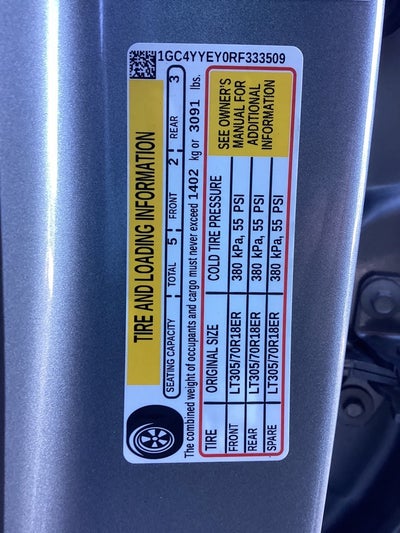 1GC4YYEY0RF333509
TIRE AND LOADING INFORMATION
SEATING CAPACITY TOTAL 5 FRONT 2 REAR 3
The combined weight of occupants and cargo must never exceed 1402 kg or 3091 lbs.
TIRE ORIGINAL SIZE COLD TIRE PRESSURE
FRONT LT305/70R18ER 380 kPa, 55 PSI
REAR LT305/70R18ER 380 kPa, 55 PSI
SPARE LT305/70R18ER 380 kPa, 55 PSI
SEE OWNER'S
MANUAL FOR
ADDITIONAL
INFORMATION